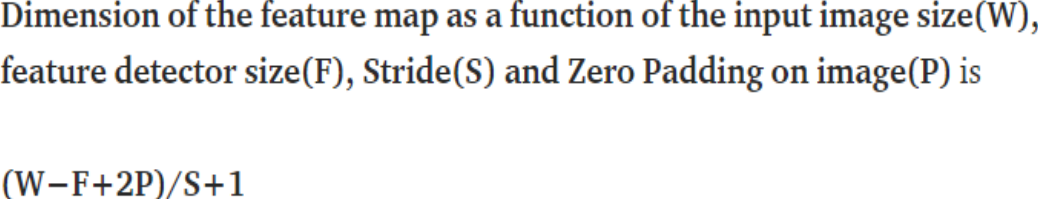 Dimension of the feature map as a function of the input image size(W),
feature detector size(F), Stride(S) and Zero Padding on image(P) is
(W−F+2P)/S+1